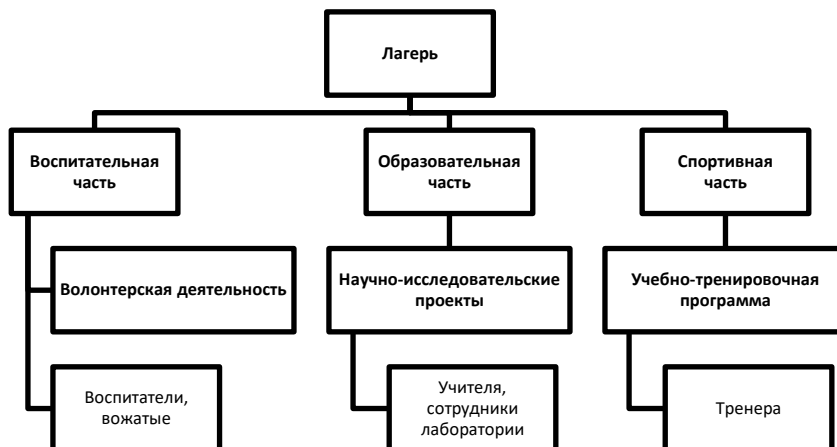 Лагерь
Воспитательная
часть
Образовательная
часть
Спортивная
часть
Волонтерская деятельность
Научно-исследовательские
проекты
Учебно-тренировочная
программа
Воспитатели,
вожатые
Учителя,
сотрудники
лаборатории
Тренера